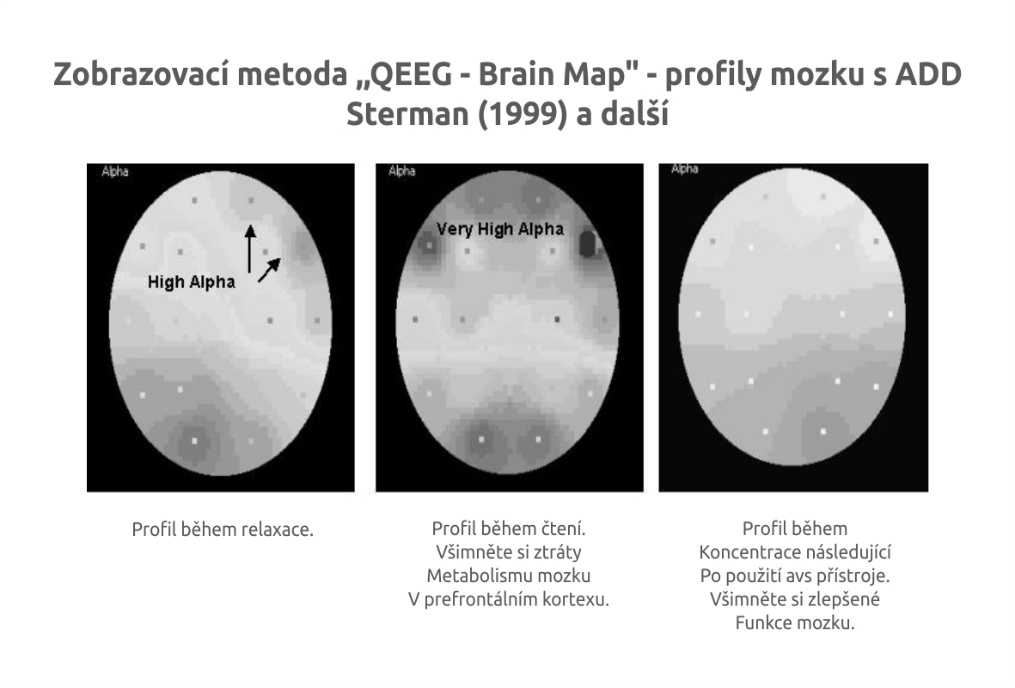 Zobrazovací metoda „QEEG - Brain Map" - profily mozku s ADD
Sterman (1999) a další
Alpha
High Alpha
Alpha
Very High Alpha
Alpha
Profil během relaxace.
Profil během čtení.
Všimněte si ztráty
Metabolismu mozku
V prefrontálním kortexu.
Profil během
Koncentrace následující
Po použití avs přístroje.
Všimněte si zlepšené
Funkce mozku.